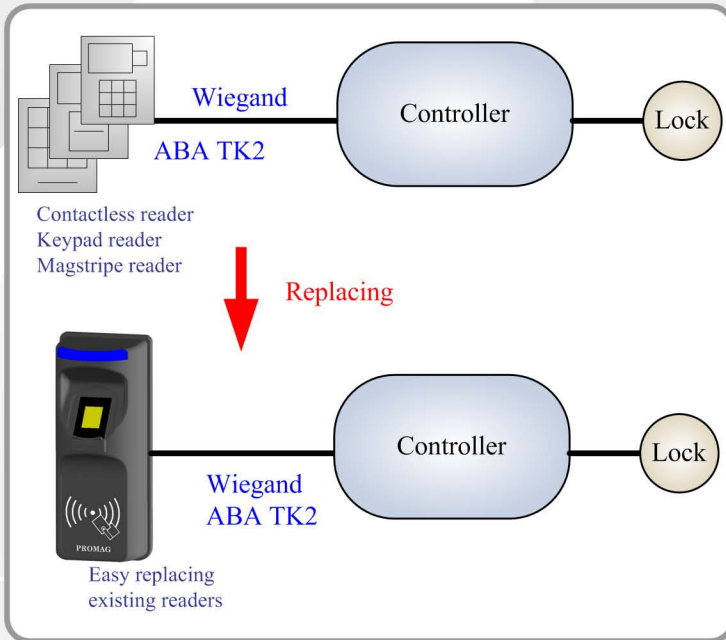 Wiegand
ABA TK2
Controller
Lock
Contactless reader
Keypad reader
Magstripe reader
Replacing
Wiegand
ABA TK2
Controller
Lock
PROMAG
Easy replacing
existing readers